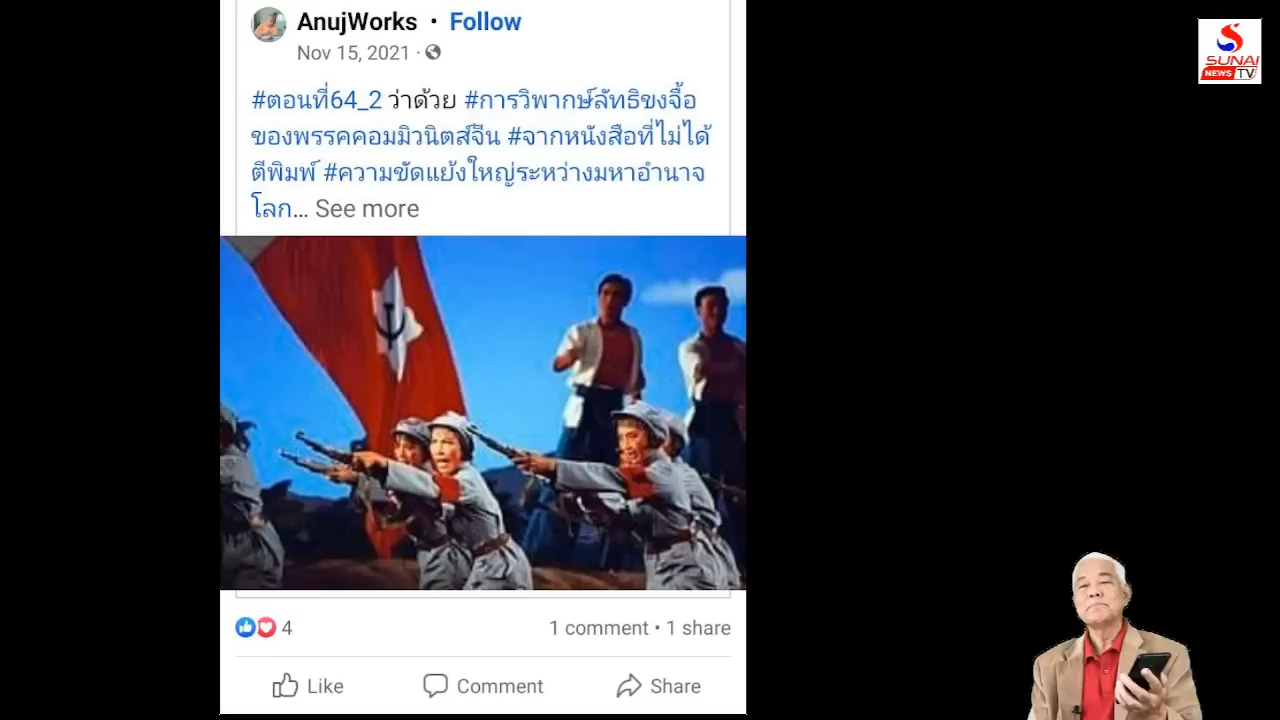 AnujWorks • Follow
Nov 15, 2021 ·
#ตอนที่64_2 ว่าด้วย #การวิพากษ์ลัทธิขงจื้อ
ของพรรคคอมมิวนิตส์จีน #จากหนังสือที่ไม่ได้
ตีพิมพ์ #ความขัดแย้งใหญ่ระหว่างมหาอำนาจ
โลก... See more
4
1 comment • 1 share
Like
Comment
Share
SUNAI
NEWS TV